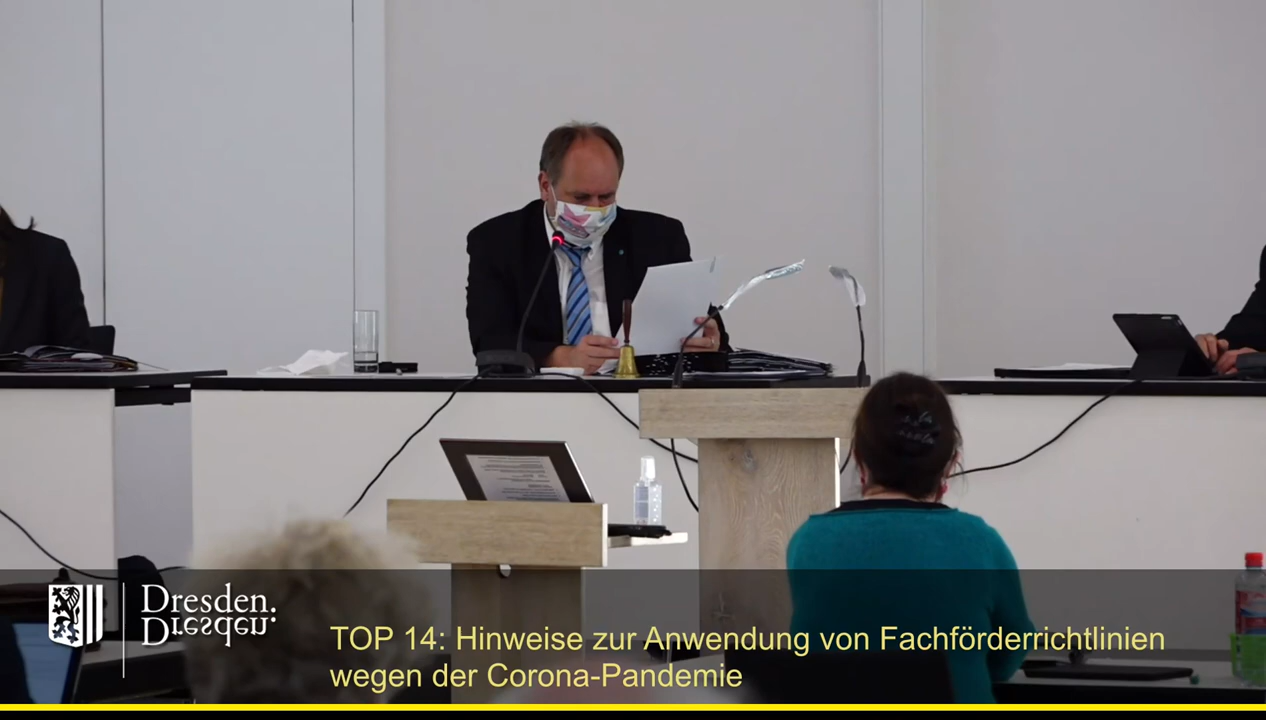 Dresden.
Dresden.
TOP 14: Hinweise zur Anwendung von Fachförderrichtlinien
wegen der Corona-Pandemie